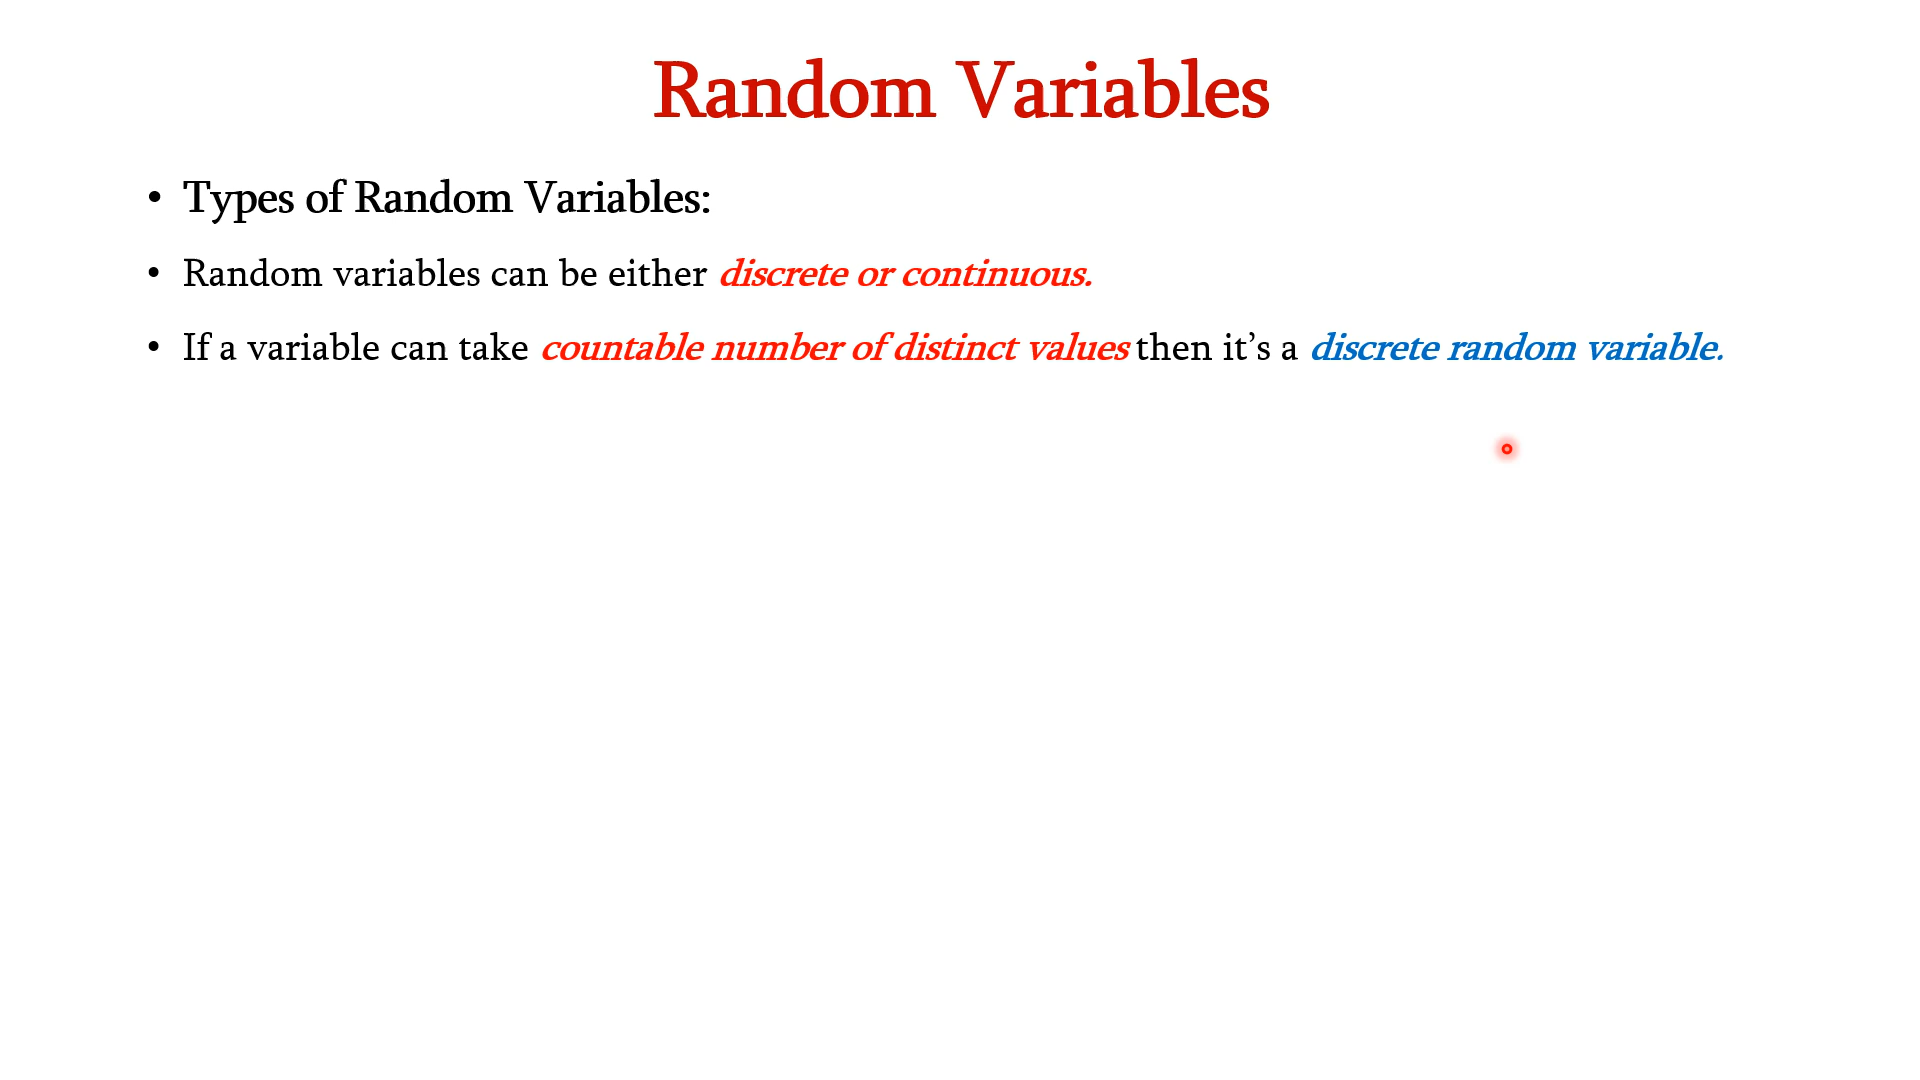 Random Variables
• Types of Random Variables:
• Random variables can be either discrete or continuous.
• If a variable can take countable number of distinct values then it’s a discrete random variable.